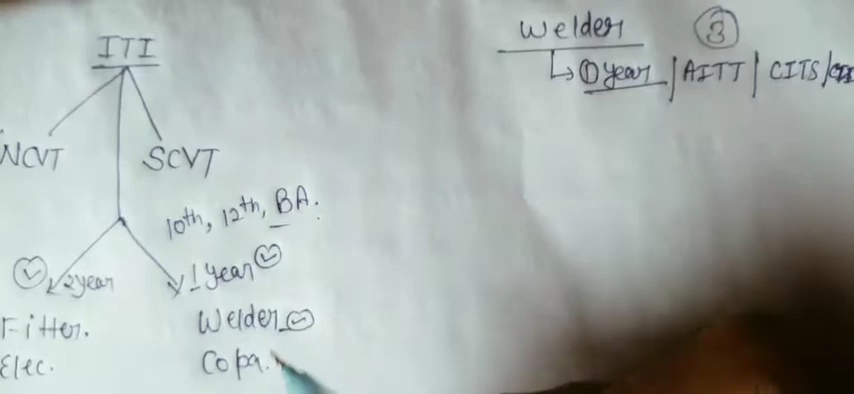 ITI
NCVT
SCVT
10th, 12th, BA.
2year
1 year
Fitter.
Welder
Elec.
Copa.
Welder 3
1 year / AITT / CITS /